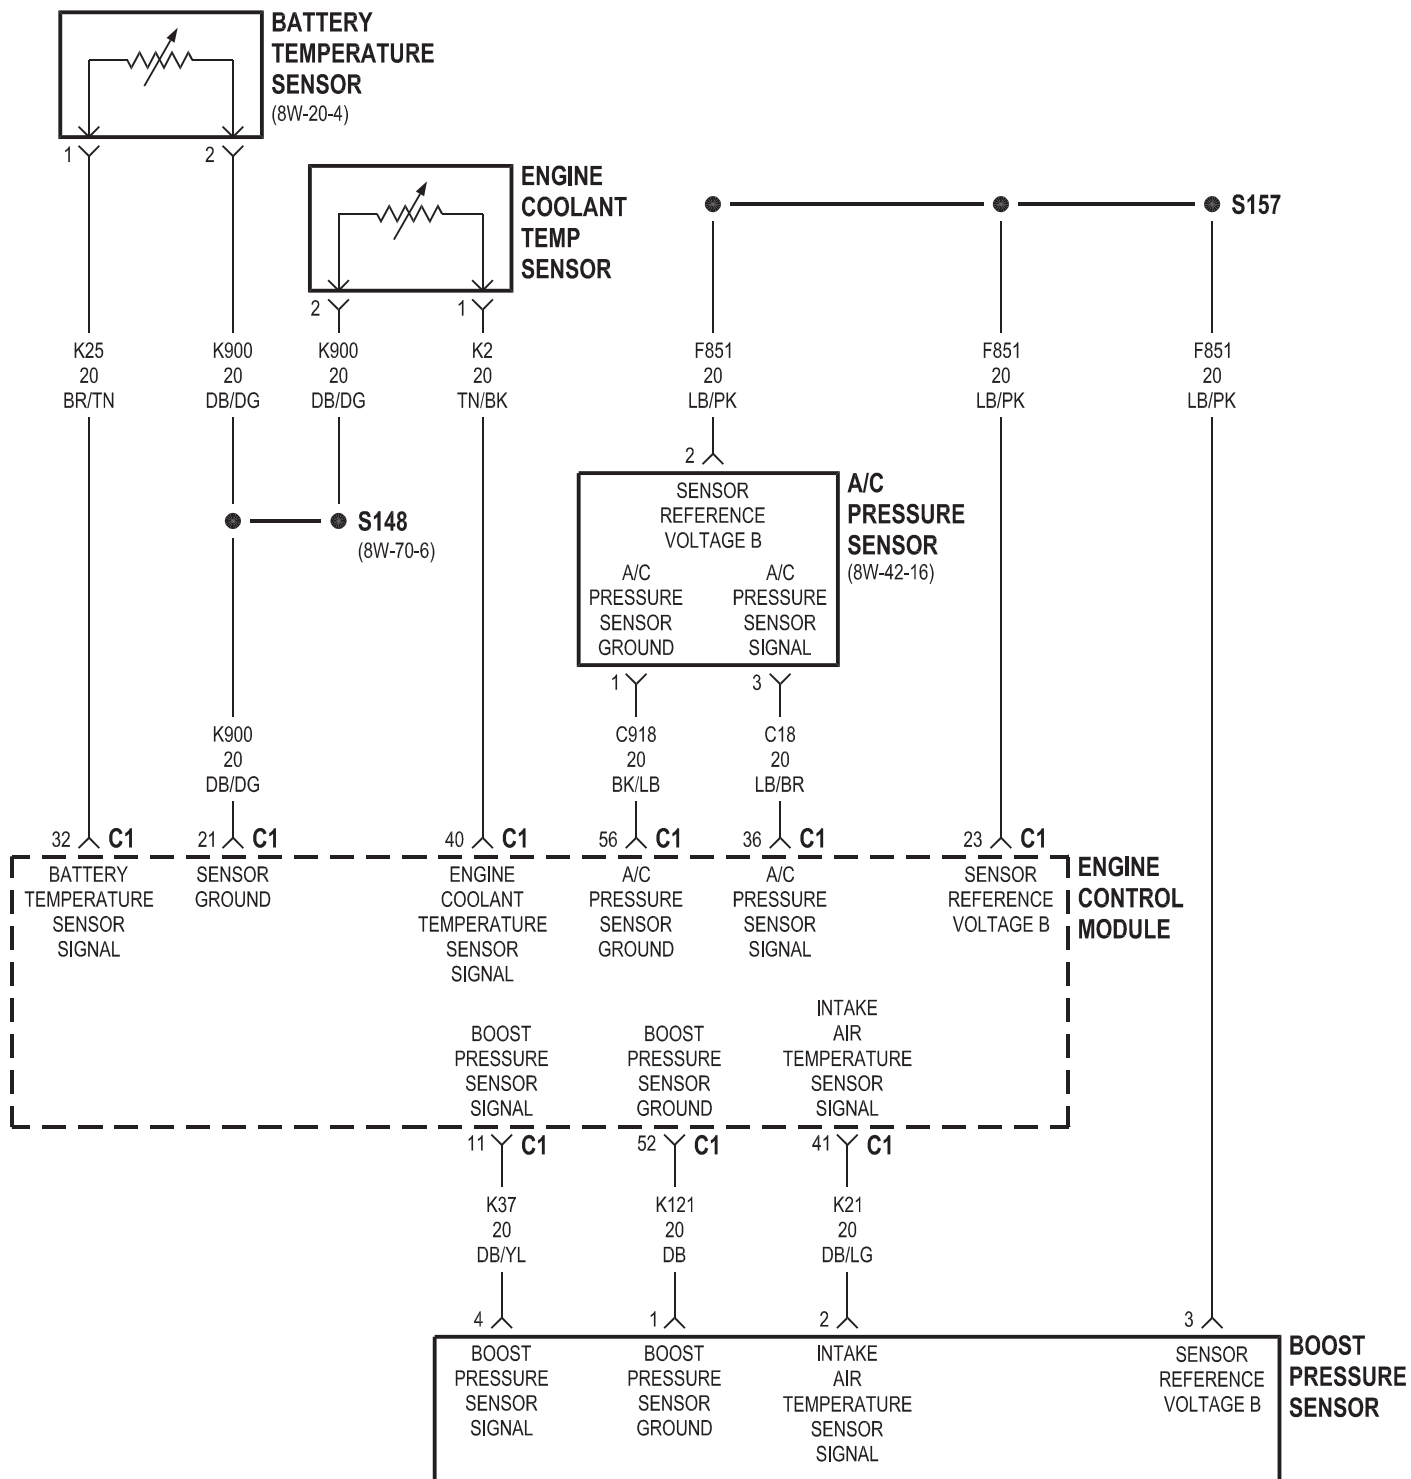 BATTERY
TEMPERATURE
SENSOR
(8W-20-4)
1
2
ENGINE
COOLANT
TEMP
SENSOR
2
1
S157
K25
20
BR/TN
K900
20
DB/DG
K900
20
DB/DG
K2
20
TN/BK
F851
20
LB/PK
F851
20
LB/PK
F851
20
LB/PK
2
SENSOR
REFERENCE
VOLTAGE B
A/C
PRESSURE
SENSOR
GROUND
A/C
PRESSURE
SENSOR
SIGNAL
A/C
PRESSURE
SENSOR
(8W-42-16)
S148
(8W-70-6)
1
3
K900
20
DB/DG
C918
20
BK/LB
C18
20
LB/BR
32 C1
21 C1
40 C1
56 C1
36 C1
23 C1
BATTERY
TEMPERATURE
SENSOR
SIGNAL
SENSOR
GROUND
ENGINE
COOLANT
TEMPERATURE
SENSOR
SIGNAL
A/C
PRESSURE
SENSOR
GROUND
A/C
PRESSURE
SENSOR
SIGNAL
SENSOR
REFERENCE
VOLTAGE B
ENGINE
CONTROL
MODULE
BOOST
PRESSURE
SENSOR
SIGNAL
BOOST
PRESSURE
SENSOR
GROUND
INTAKE
AIR
TEMPERATURE
SENSOR
SIGNAL
11 C1
52 C1
41 C1
K37
20
DB/YL
K121
20
DB
K21
20
DB/LG
4
1
2
3
BOOST
PRESSURE
SENSOR
SIGNAL
BOOST
PRESSURE
SENSOR
GROUND
INTAKE
AIR
TEMPERATURE
SENSOR
SIGNAL
SENSOR
REFERENCE
VOLTAGE B
BOOST
PRESSURE
SENSOR